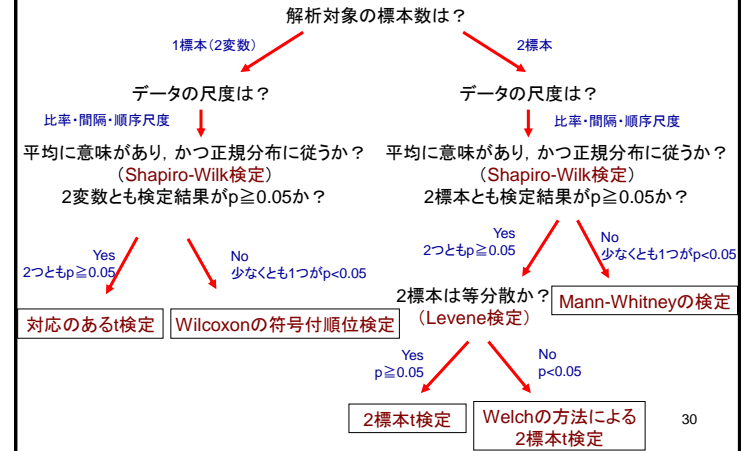 解析対象の標本数は？
1標本（2変数）
2標本
データの尺度は？
データの尺度は？
比率・間隔・順序尺度
比率・間隔・順序尺度
平均に意味があり，かつ正規分布に従うか？
（Shapiro-Wilk検定）
2変数とも検定結果がp≧0.05か？
平均に意味があり，かつ正規分布に従うか？
（Shapiro-Wilk検定）
2標本とも検定結果がp≧0.05か？
Yes
2つともp≧0.05
No
少なくとも1つがp<0.05
Yes
2つともp≧0.05
No
少なくとも1つがp<0.05
対応のあるt検定
Wilcoxonの符号付順位検定
2標本は等分散か？
（Levene検定）
Mann-Whitneyの検定
Yes
p≧0.05
No
p<0.05
2標本t検定
Welchの方法による
2標本t検定
30